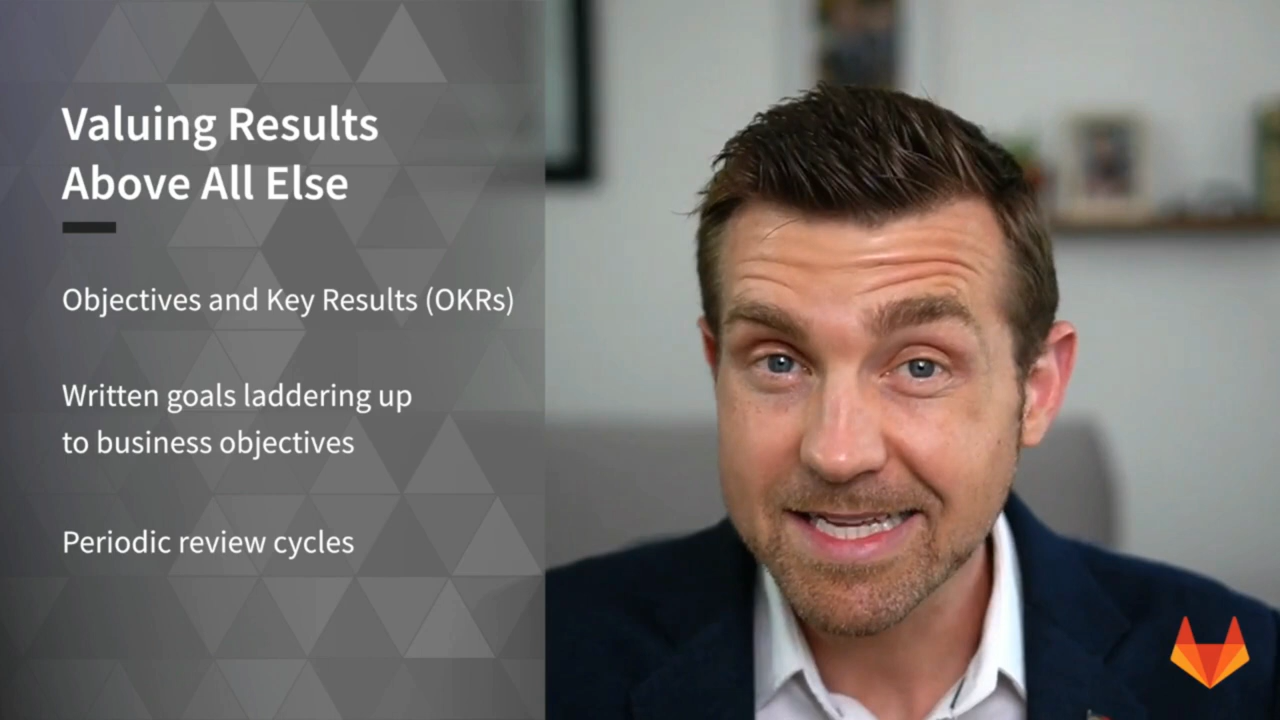 Valuing Results
Above All Else
Objectives and Key Results (OKRs)
Written goals laddering up
to business objectives
Periodic review cycles